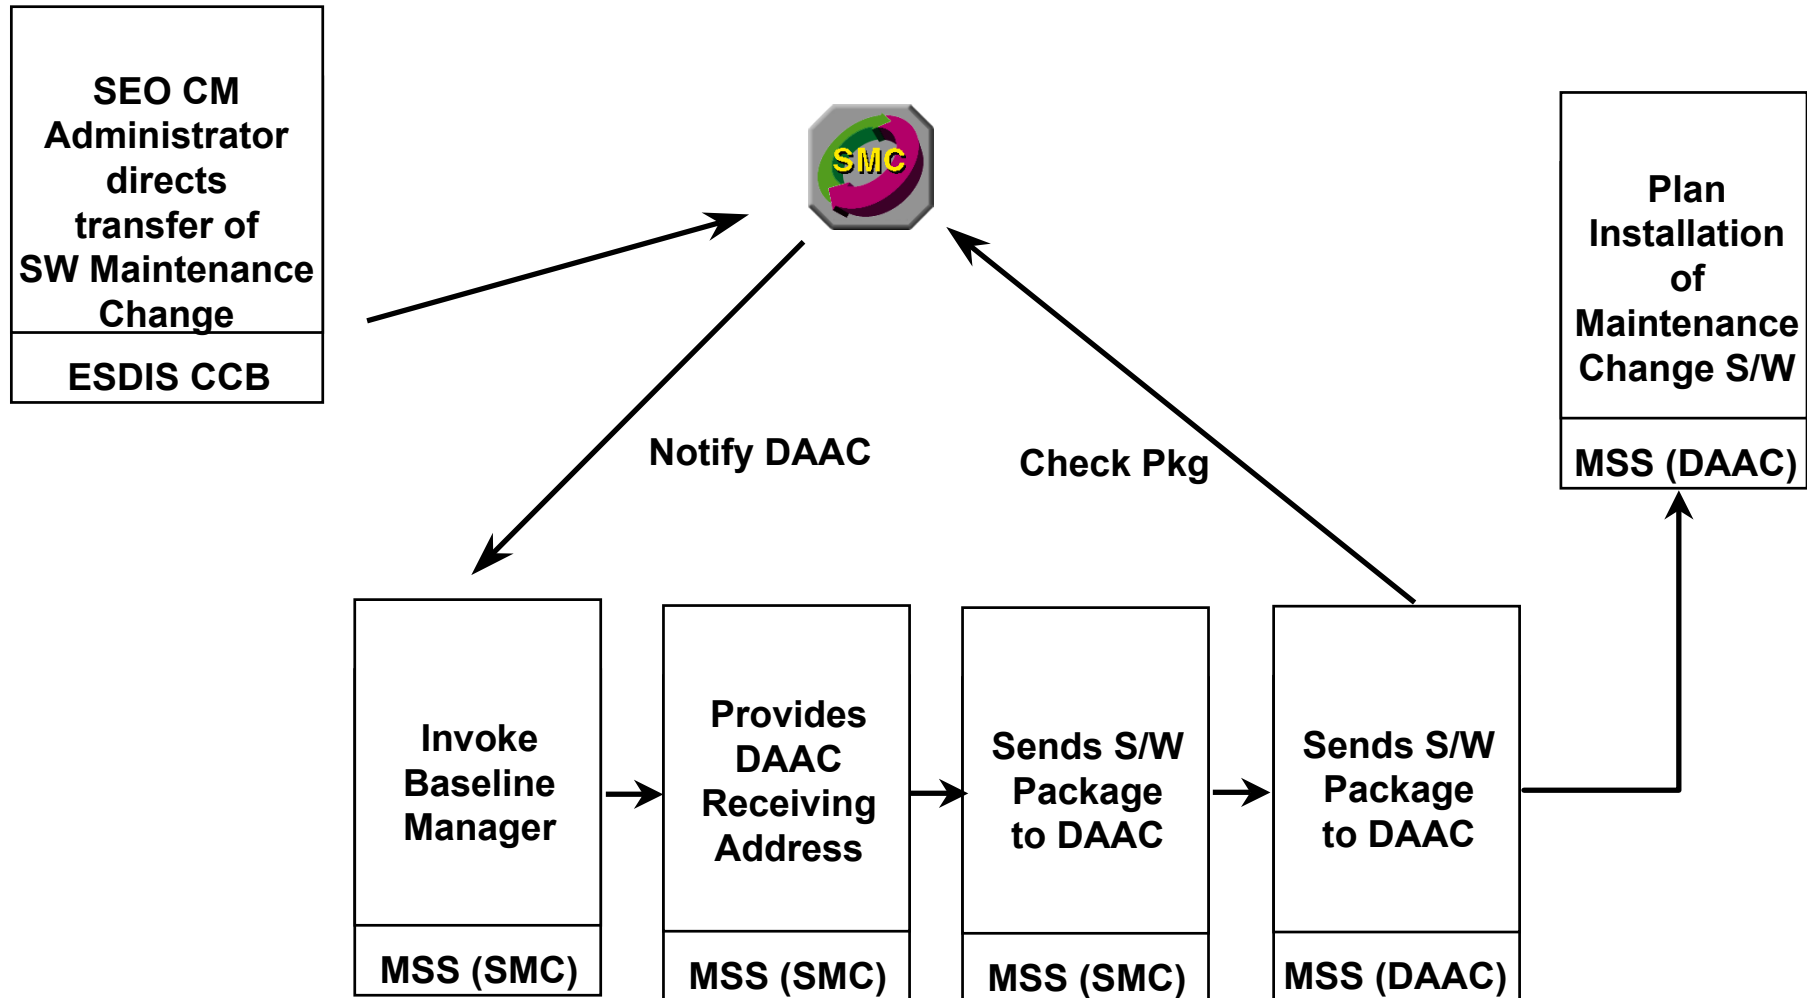 SEO CM
Administrator
directs
transfer of
SW Maintenance
Change
ESDIS CCB
SMC
Plan
Installation
of
Maintenance
Change S/W
MSS (DAAC)
Notify DAAC
Check Pkg
Invoke
Baseline
Manager
MSS (SMC)
Provides
DAAC
Receiving
Address
MSS (SMC)
Sends S/W
Package
to DAAC
MSS (SMC)
Sends S/W
Package
to DAAC
MSS (DAAC)